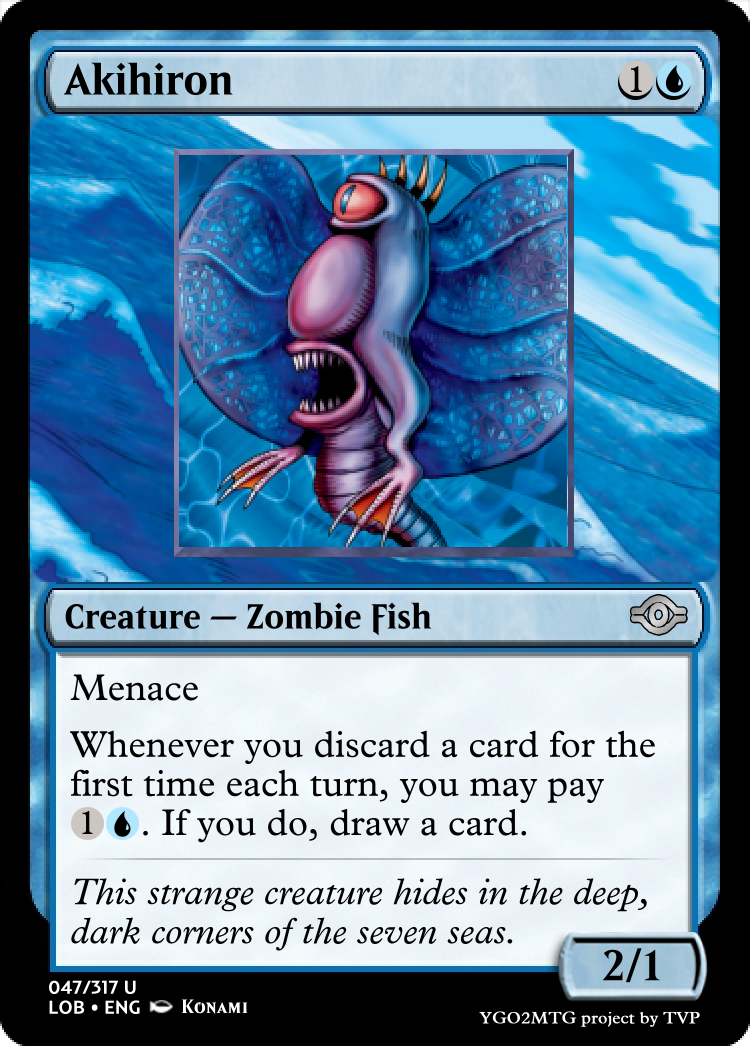 Akihiron 1
Creature — Zombie Fish
Menace
Whenever you discard a card for the
first time each turn, you may pay
1 . If you do, draw a card.
This strange creature hides in the deep,
dark corners of the seven seas.
2/1
047/317 U
LOB • ENG KONAMI
YGO2MTG project by TVP